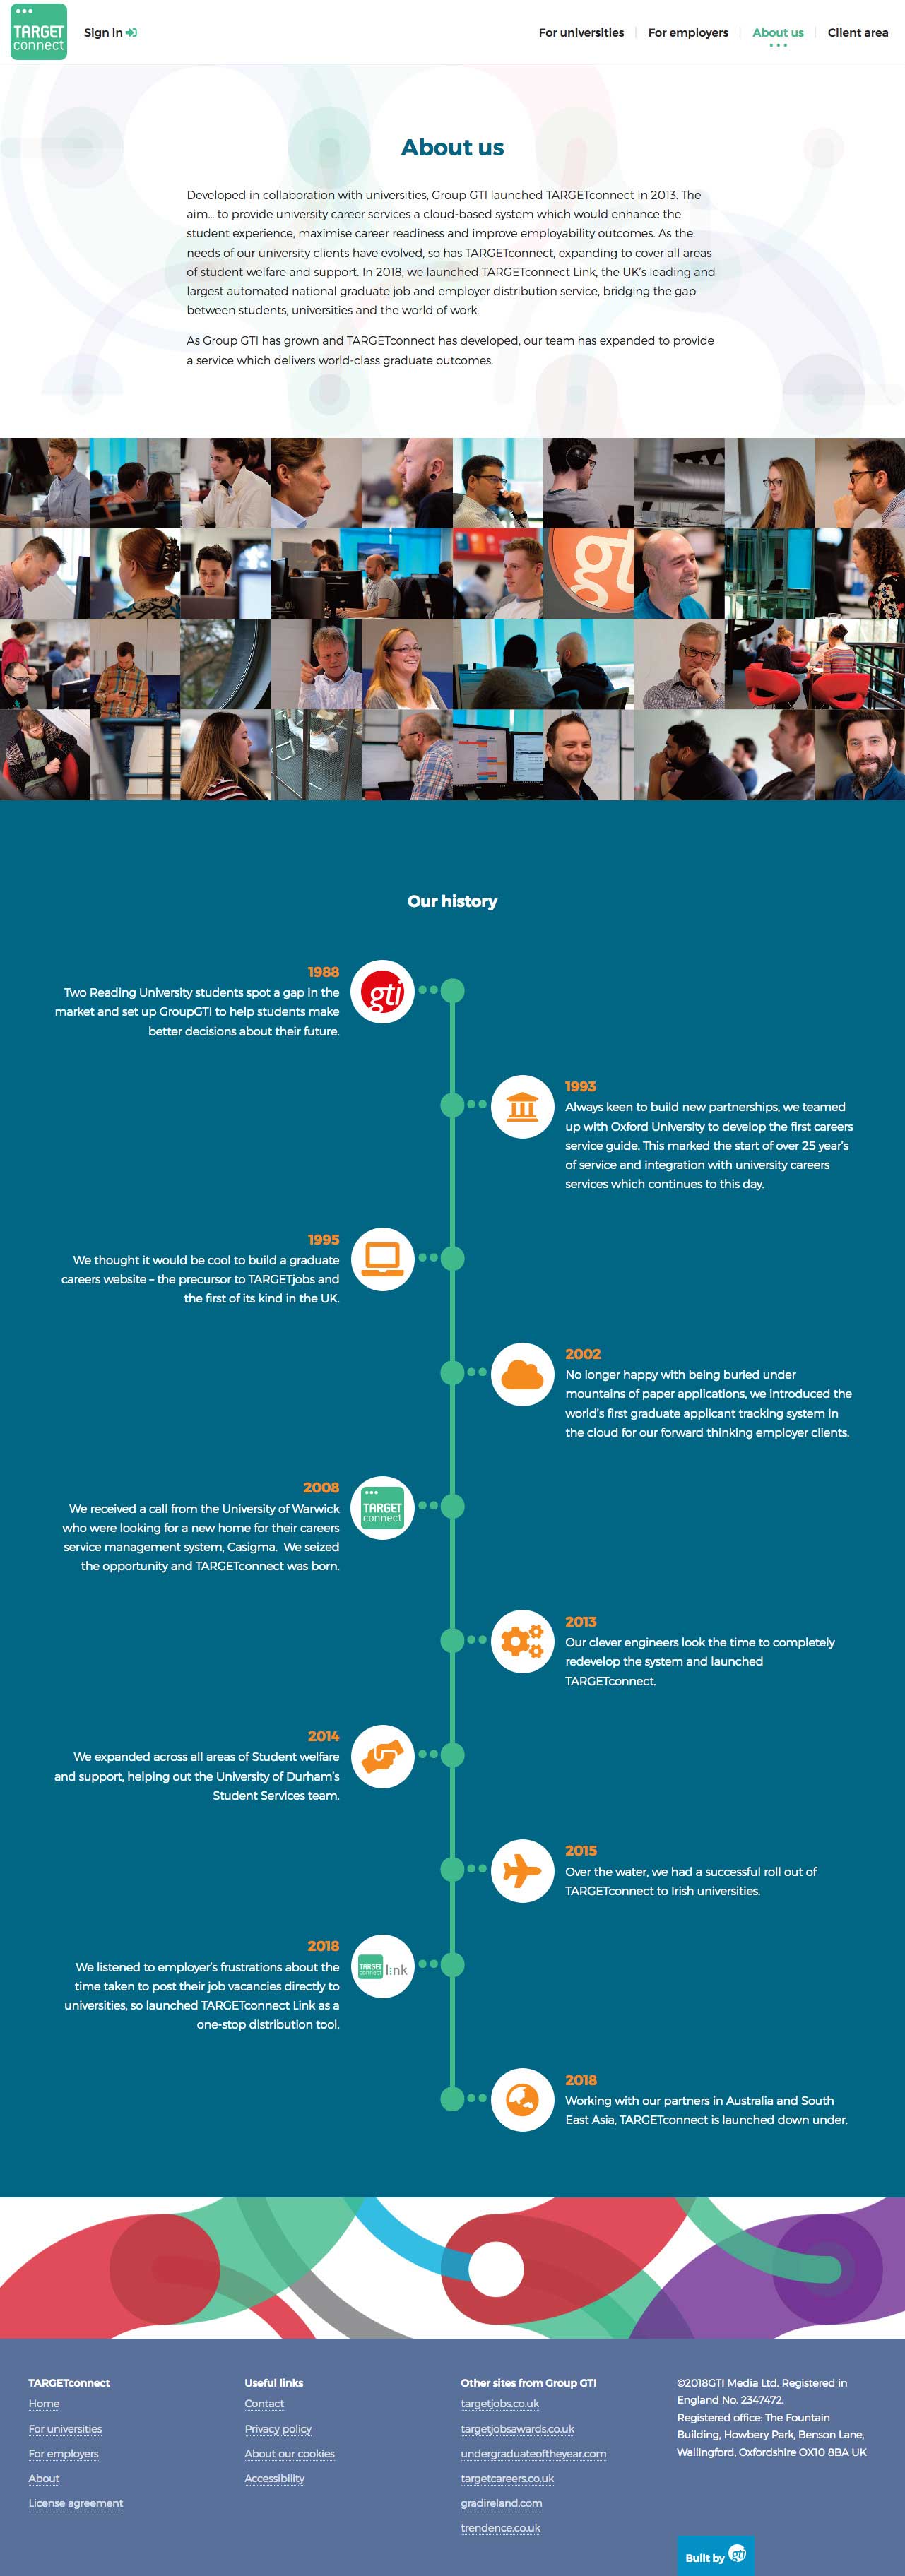 TARGET
connect
Sign in
For universities
For employers
About us
Client area
About us
Developed in collaboration with universities, Group GTI launched TARGETconnect in 2013. The
aim... to provide university career services a cloud-based system which would enhance the
student experience, maximise career readiness and improve employability outcomes. As the
needs of our university clients have evolved, so has TARGETconnect, expanding to cover all areas
of student welfare and support. In 2018, we launched TARGETconnect Link, the UK's leading and
largest automated national graduate job and employer distribution service, bridging the gap
between students, universities and the world of work.
As Group GTI has grown and TARGETconnect has developed, our team has expanded to provide
a service which delivers world-class graduate outcomes.
gti
Our history
1988
gti
Two Reading University students spot a gap in the
market and set up GroupGTI to help students make
better decisions about their future.
1993
Always keen to build new partnerships, we teamed
up with Oxford University to develop the first careers
service guide. This marked the start of over 25 year's
of service and integration with university careers
services which continues to this day.
1995
We thought it would be cool to build a graduate
careers website – the precursor to TARGETjobs and
the first of its kind in the UK.
2002
No longer happy with being buried under
mountains of paper applications, we introduced the
world's first graduate applicant tracking system in
the cloud for our forward thinking employer clients.
2008
TARGET
connect
We received a call from the University of Warwick
who were looking for a new home for their careers
service management system, Casigma. We seized
the opportunity and TARGETconnect was born.
2013
Our clever engineers look the time to completely
redevelop the system and launched
TARGETconnect.
2014
We expanded across all areas of Student welfare
and support, helping out the University of Durham's
Student Services team.
2015
Over the water, we had a successful roll out of
TARGETconnect to Irish universities.
2018
TARGET
connect
link
We listened to employer's frustrations about the
time taken to post their job vacancies directly to
universities, so launched TARGETconnect Link as a
one-stop distribution tool.
2018
Working with our partners in Australia and South
East Asia, TARGETconnect is launched down under.
TARGETconnect
Home
For universities
For employers
About
License agreement
Useful links
Contact
Privacy policy
About our cookies
Accessibility
Other sites from Group GTI
targetjobs.co.uk
targetjobsawards.co.uk
undergraduateoftheyear.com
targetcareers.co.uk
gradireland.com
trendence.co.uk
©2018GTI Media Ltd. Registered in
England No. 2347472.
Registered office: The Fountain
Building, Howbery Park, Benson Lane,
Wallingford, Oxfordshire OX10 8BA UK
Built by gti